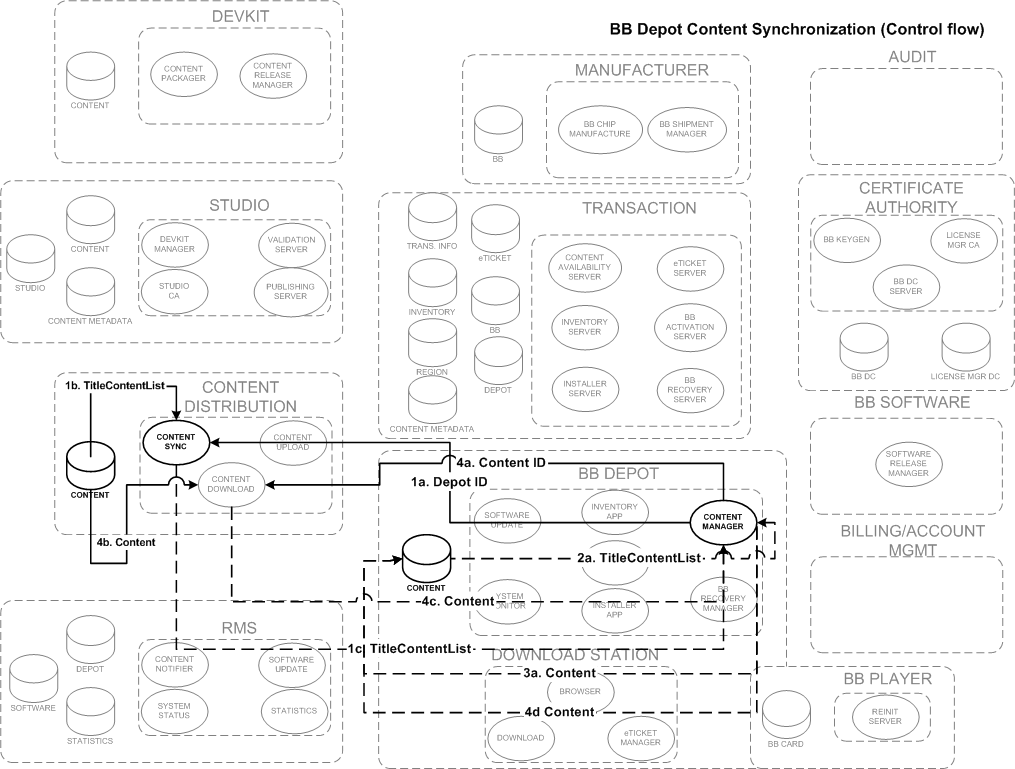 BB Depot Content Synchronization (Control flow)
DEVKIT
CONTENT
PACKAGER
CONTENT
RELEASE
MANAGER
CONTENT
MANUFACTURER
BB CHIP
MANUFACTURE
BB SHIPMENT
MANAGER
BB
AUDIT
STUDIO
CONTENT
DEVKIT
MANAGER
VALIDATION
SERVER
STUDIO
CA
PUBLISHING
SERVER
STUDIO
CONTENT METADATA
TRANSACTION
TRANS. INFO
eTICKET
INVENTORY
BB
REGION
DEPOT
CONTENT METADATA
CONTENT
AVAILABILITY
SERVER
eTICKET
SERVER
INVENTORY
SERVER
BB
ACTIVATION
SERVER
INSTALLER
SERVER
BB
RECOVERY
SERVER
CERTIFICATE
AUTHORITY
BB KEYGEN
LICENSE
MGR CA
BB DC
SERVER
BB DC
LICENSE MGR DC
CONTENT
DISTRIBUTION
1b. TitleContentList
CONTENT
SYNC
CONTENT
UPLOAD
CONTENT
DOWNLOAD
CONTENT
4b. Content
BB SOFTWARE
SOFTWARE
RELEASE
MANAGER
4a. Content ID
BB DEPOT
1a. Depot ID
SOFTWARE
UPDATE
INVENTORY
APP
CONTENT
MANAGER
CONTENT
2a. TitleContentList
4c. Content
INSTALLER
APP
BB
RECOVERY
MANAGER
BILLING/ACCOUNT
MGMT
RMS
DEPOT
SOFTWARE
STATISTICS
CONTENT
NOTIFIER
SOFTWARE
UPDATE
SYSTEM
STATUS
STATISTICS
1c. TitleContentList
DOWNLOAD STATION
3a. Content
BROWSER
4d Content
DOWNLOAD
eTICKET
MANAGER
BB PLAYER
BB CARD
REINIT
SERVER